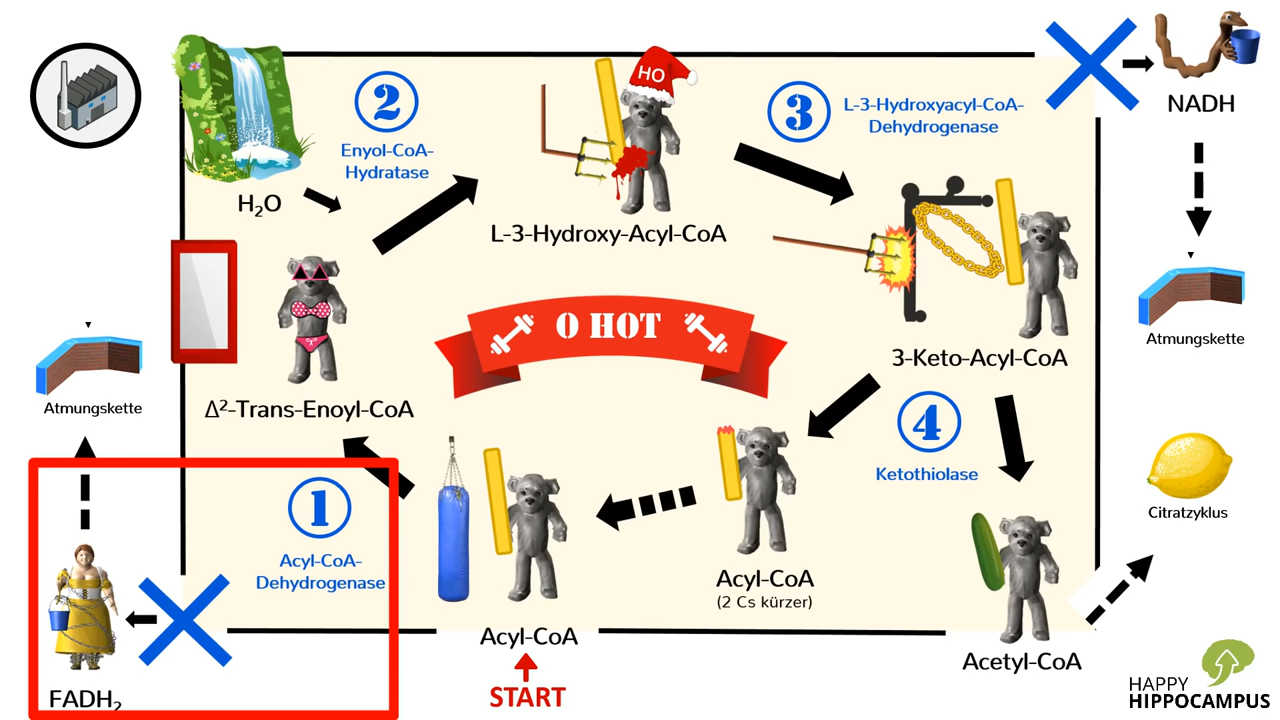 HO
NADH
2
Enyol-CoA-
Hydratase
3
L-3-Hydroxyacyl-CoA-
Dehydrogenase
H₂O
L-3-Hydroxy-Acyl-CoA
O HOT
3-Keto-Acyl-CoA
Atmungskette
Atmungskette
Δ²-Trans-Enoyl-CoA
4
Ketothiolase
1
Acyl-CoA-
Dehydrogenase
Citratzyklus
Acyl-CoA
(2 Cs kürzer)
Acyl-CoA
START
Acetyl-CoA
FADH₂
HAPPY
HIPPOCAMPUS